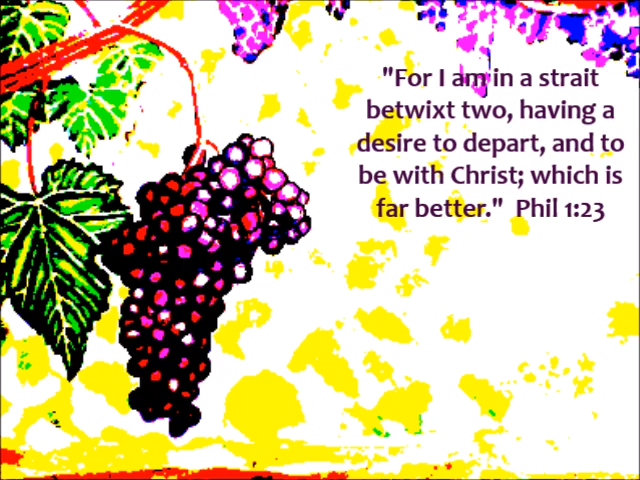 "For I am in a strait
betwixt two, having a
desire to depart, and to
be with Christ; which is
far better."  Phil 1:23